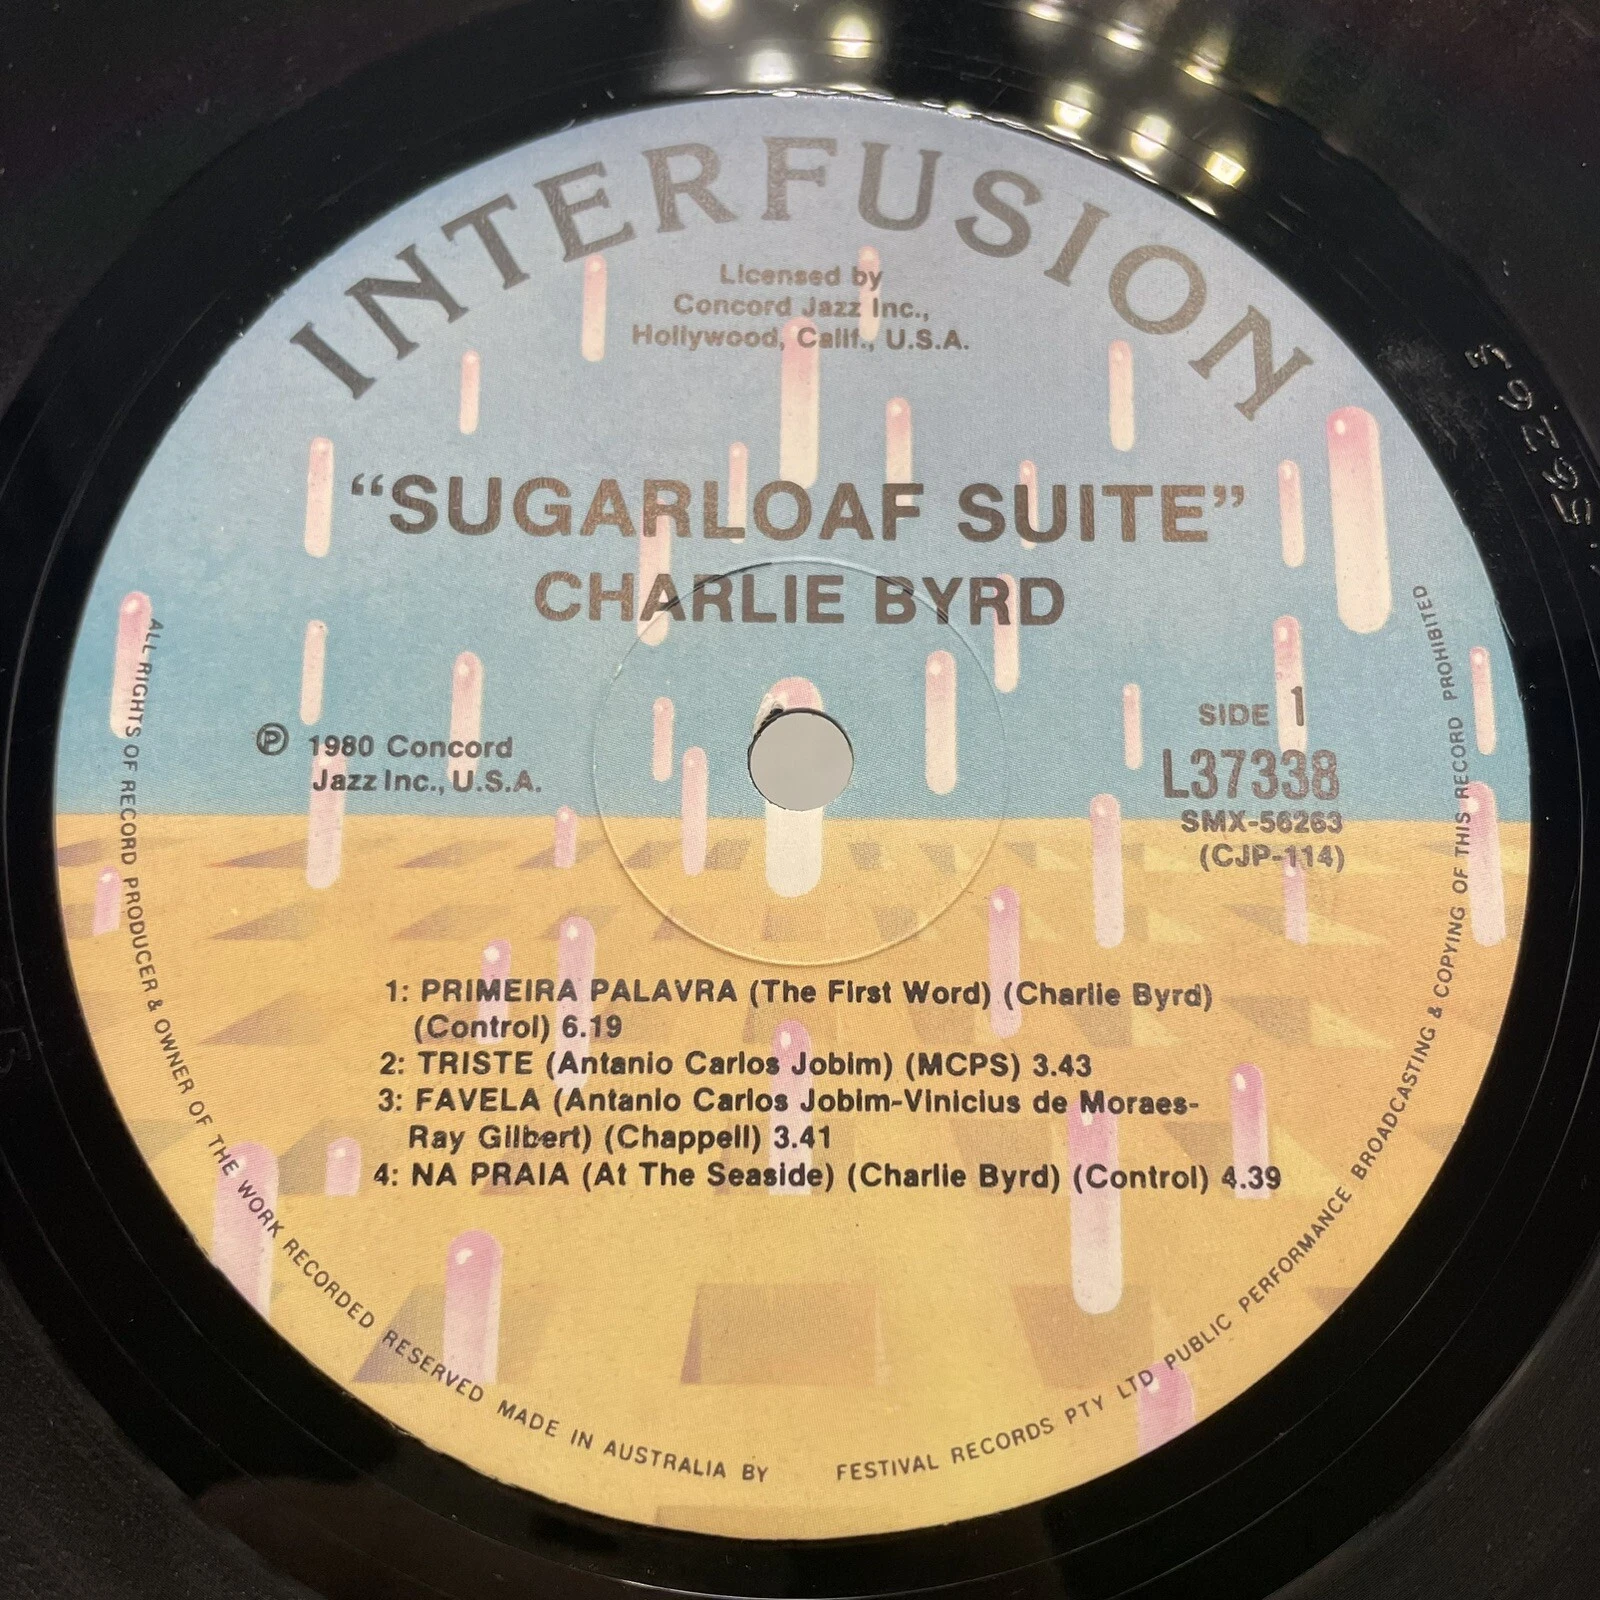 INTERFUSION
Licensed by
Concord Jazz Inc.,
Hollywood, Calif., U.S.A.
“SUGARLOAF SUITE”
CHARLIE BYRD
Ⓟ 1980 Concord
Jazz Inc., U.S.A.
SIDE 1
L37338
SMX-56263
(CJP-114)
1: PRIMEIRA PALAVRA (The First Word) (Charlie Byrd)
(Control) 6.19
2: TRISTE (Antanio Carlos Jobim) (MCPS) 3.43
3: FAVELA (Antanio Carlos Jobim-Vinicius de Moraes-
Ray Gilbert) (Chappell) 3.41
4: NA PRAIA (At The Seaside) (Charlie Byrd) (Control) 4.39
ALL RIGHTS OF RECORD PRODUCER & OWNER OF THE WORK RECORDED RESERVED MADE IN AUSTRALIA BY FESTIVAL RECORDS PTY LTD PUBLIC PERFORMANCE BROADCASTING & COPYING OF THIS RECORD PROHIBITED
56263